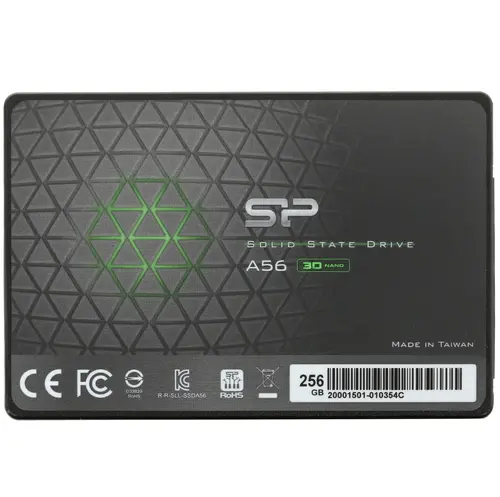 SP
SOLID STATE DRIVE
A56 3D NAND
MADE IN TAIWAN
CE FC R-R-SLL-SSDA56 RoHS
256
GB 20001501-010354C